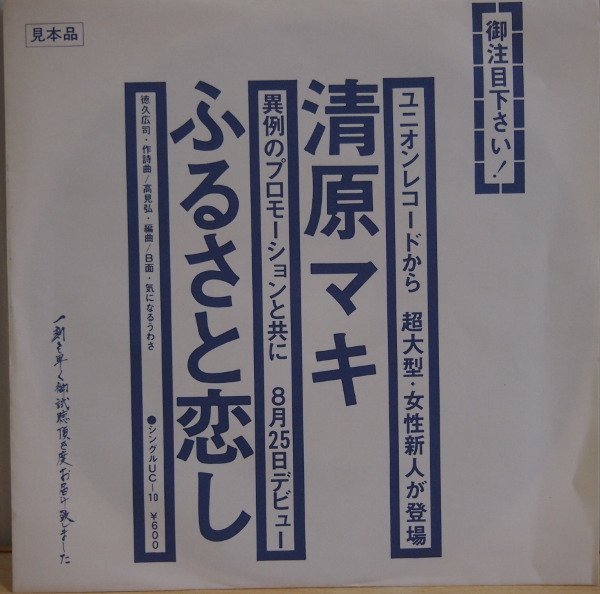 見本品
御注目下さい！
ユニオンレコードから 超大型・女性新人が登場
清原マキ
異例のプロモーションと共に 8月25日デビュー
ふるさと恋し
徳久広司・作詩曲/高見弘・編曲/B面・気になるうわさ
●シングルUC-10 ￥600
一刻も早く御試聴頂き度お届け致しました